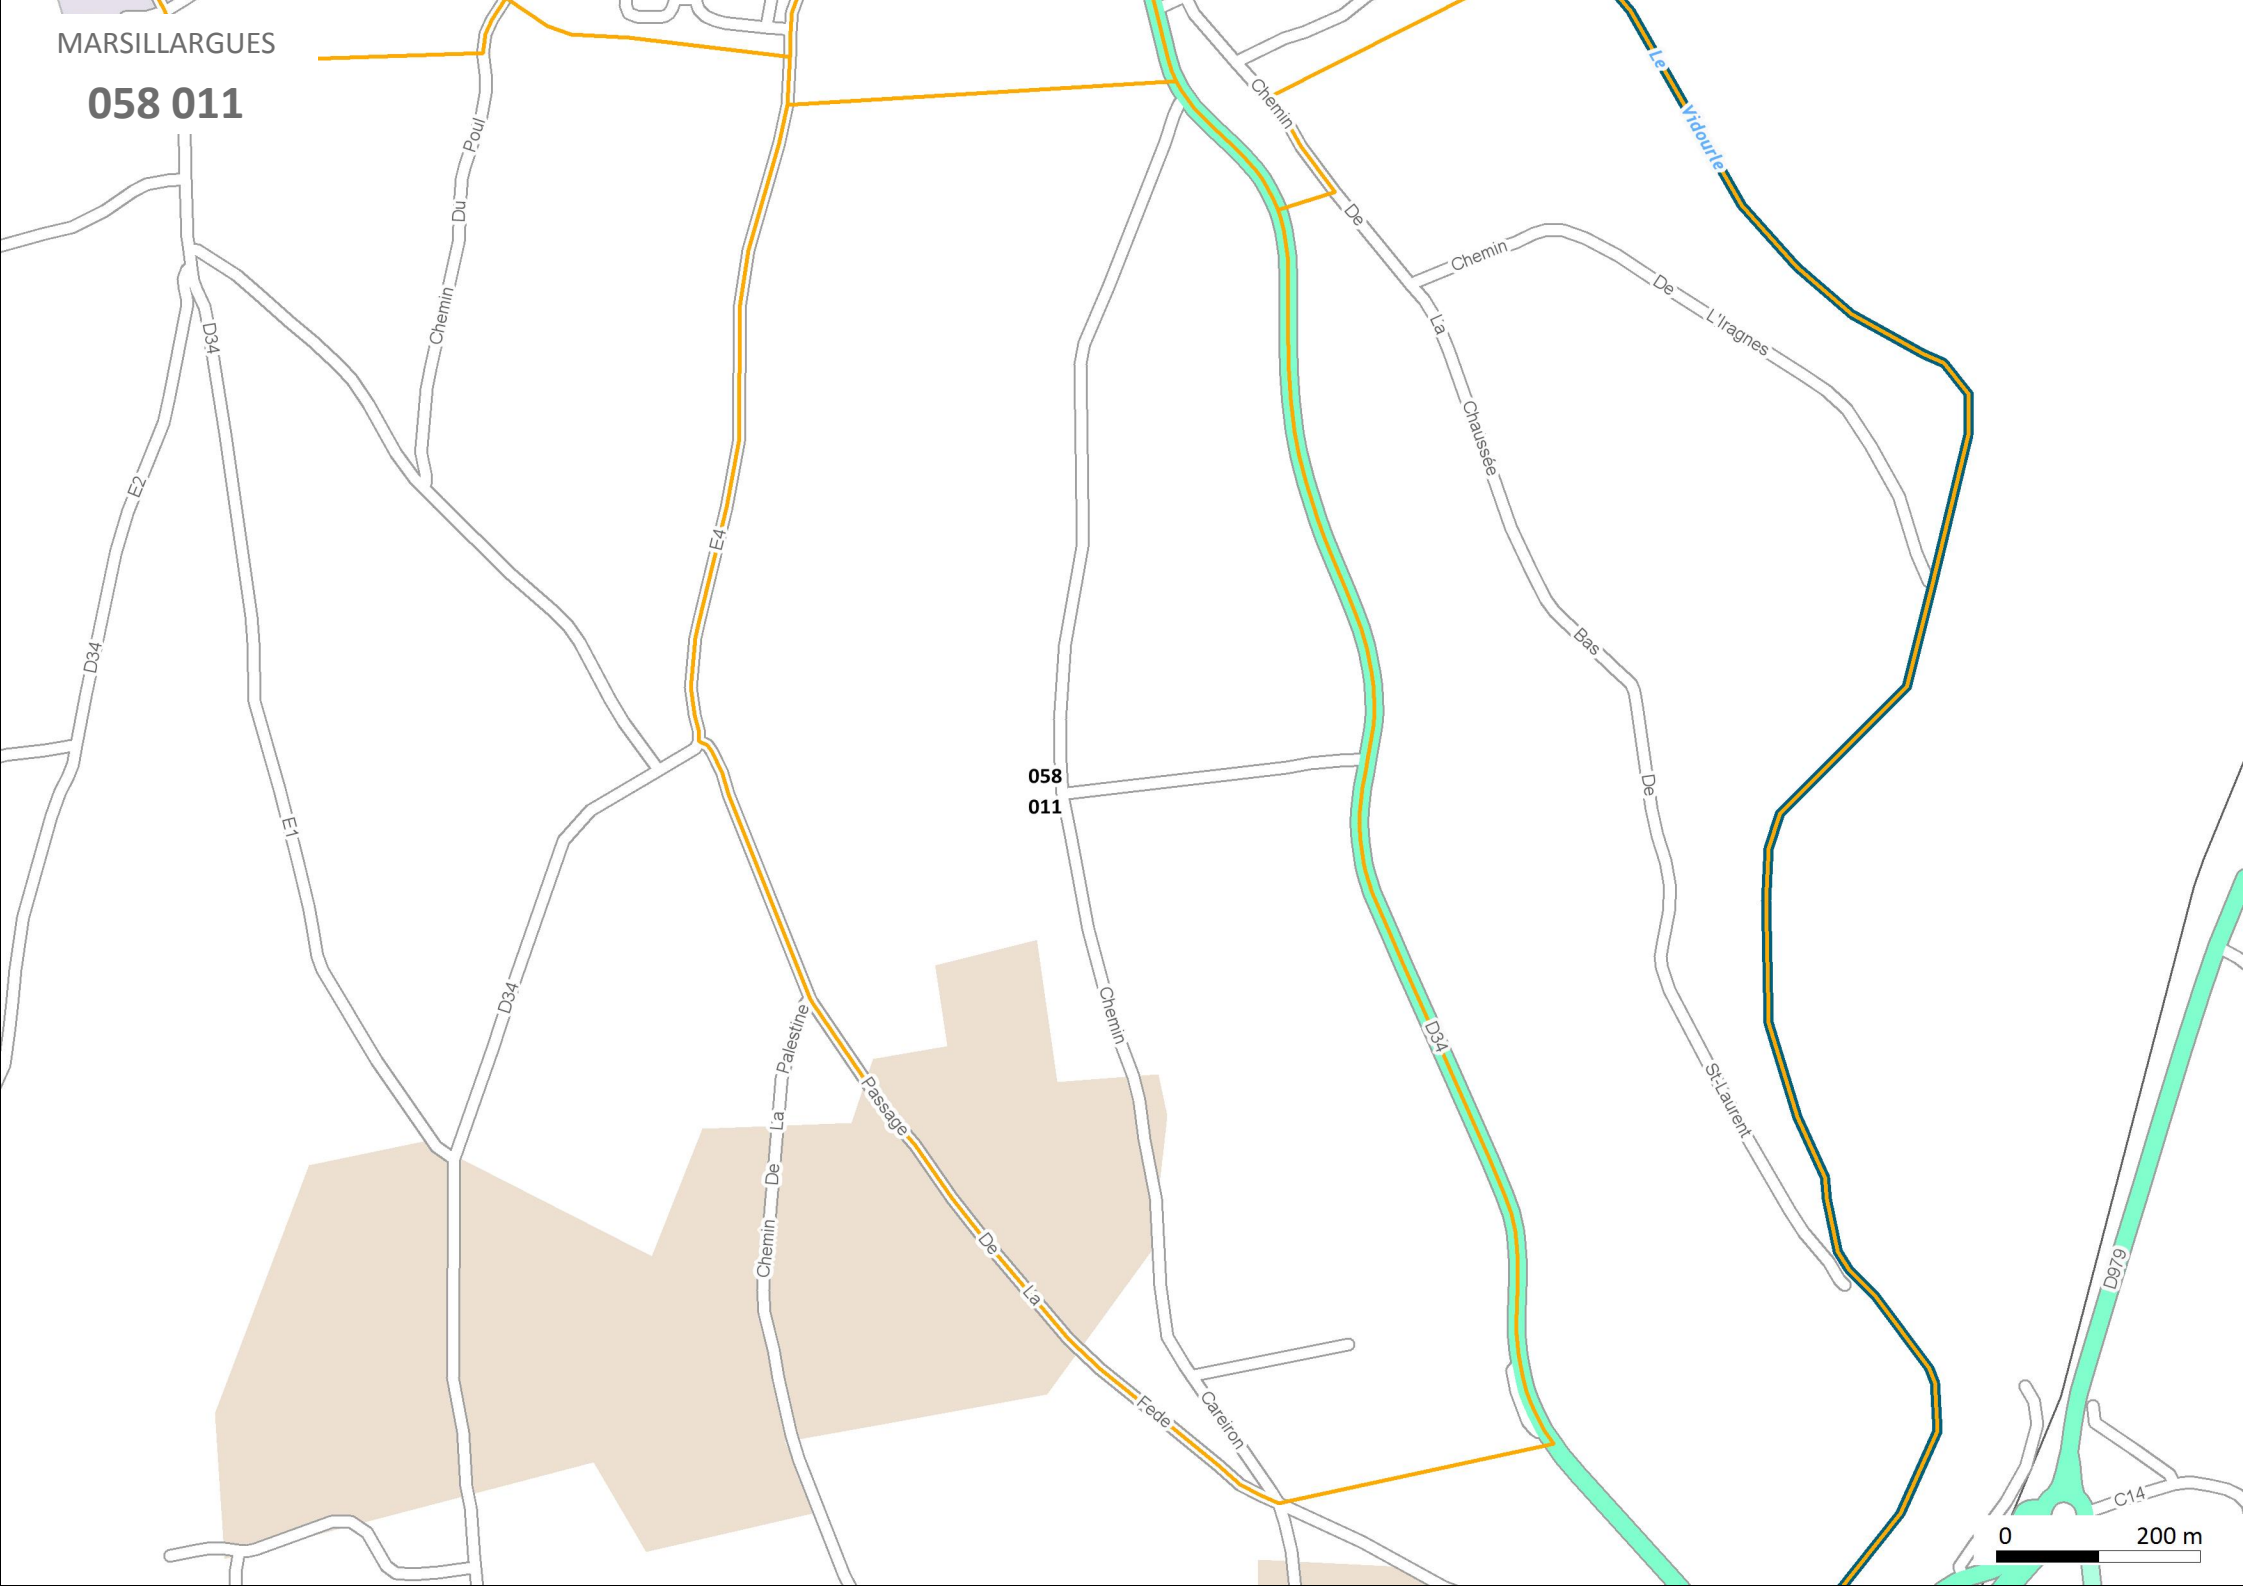 MARSILLARGUES
058 011
Le Vidourle
Chemin Du Poul
Chemin De La Chaussée Bas De St-Laurent
Chemin De L'Iragnes
D34
E2
E4
D34
058
011
E1
D34
Chemin Careiron
Chemin De La Palestine
Passage De La Fede
D34
D979
C14
0 200 m